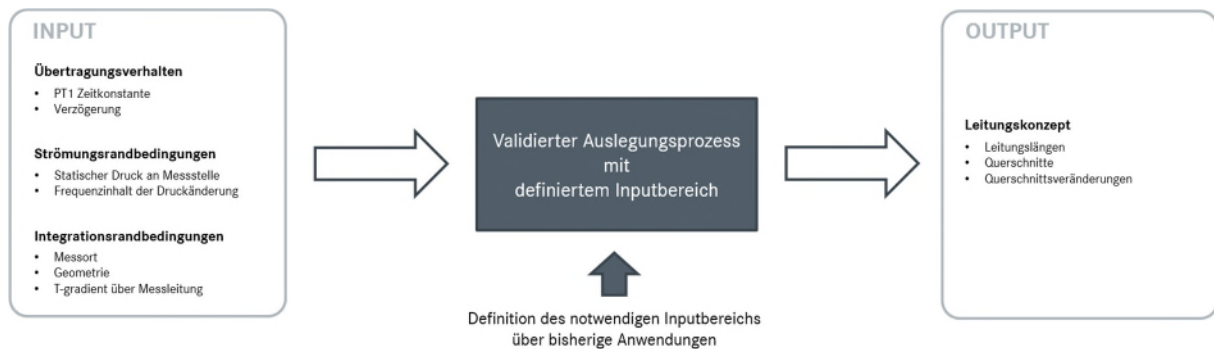 INPUT
Übertragungsverhalten
• PT1 Zeitkonstante
• Verzögerung
Strömungsrandbedingungen
• Statischer Druck an Messstelle
• Frequenzinhalt der Druckänderung
Integrationsrandbedingungen
• Messort
• Geometrie
• T-gradient über Messleitung
Validierter Auslegungsprozess
mit
definiertem Inputbereich
Definition des notwendigen Inputbereichs
über bisherige Anwendungen
OUTPUT
Leitungskonzept
• Leitungslängen
• Querschnitte
• Querschnittsveränderungen